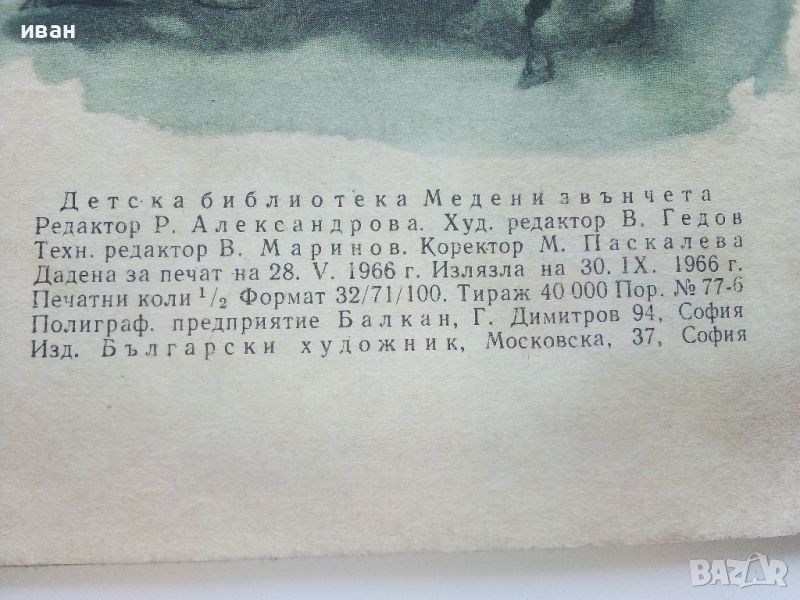 иван
Детска библиотека Медени звънчета
Редактор Р. Александрова. Худ. редактор В. Гедов
Техн. редактор В. Маринов. Коректор М. Паскалева
Дадена за печат на 28. V. 1966 г. Излязла на 30. IX. 1966 г.
Печатни коли ¹/₂ Формат 32/71/100. Тираж 40 000 Пор. № 77-6
Полиграф. предприятие Балкан, Г. Димитров 94, София
Изд. Български художник, Московска, 37, София
BAZAR